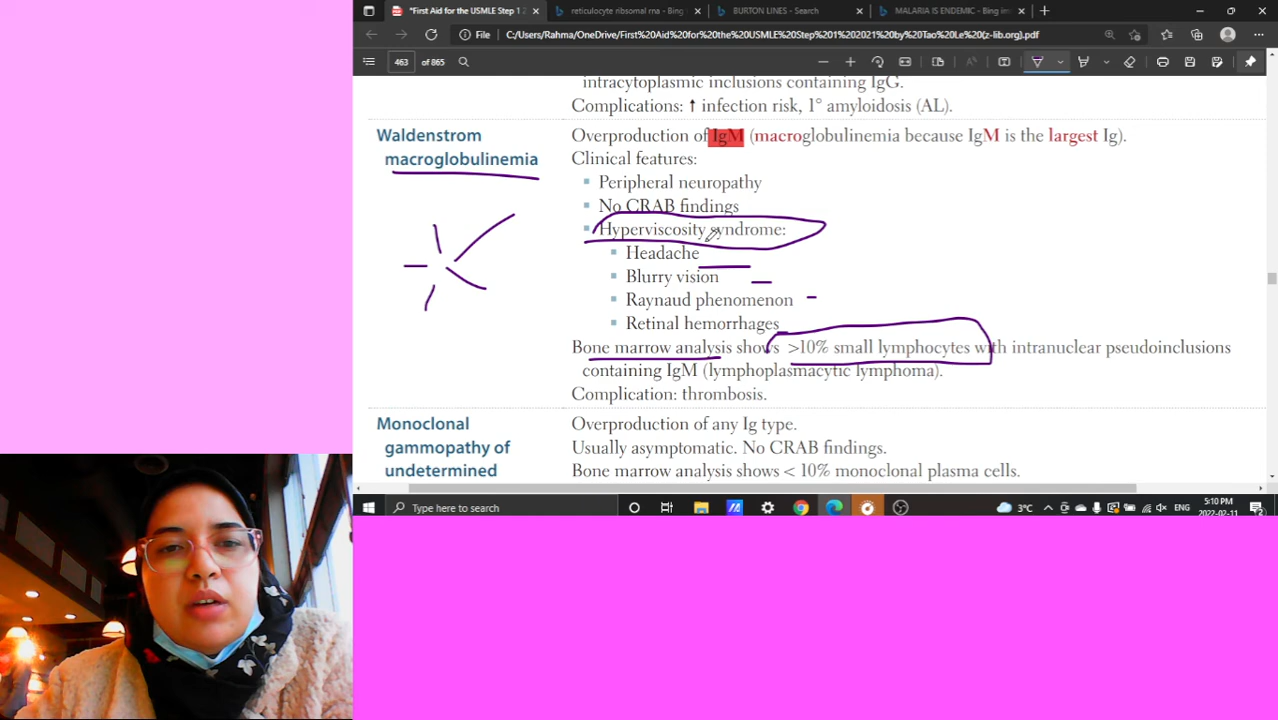 "First Aid for the USMLE Step 1 2
reticulocyte ribosomal rna - Bing
BURTON LINES - Search
MALARIA IS ENDEMIC - Bing im
File
C:/Users/Rahma/OneDrive/First%20Aid%20for%20the%20USMLE%20Step%201%202021%20by%20Tao%20Le%20(z-lib.org).pdf
463 of 865
intracytoplasmic inclusions containing IgG.
Complications: ↑ infection risk, 1° amyloidosis (AL).
Waldenstrom
macroglobulinemia
Overproduction of IgM (macroglobulinemia because IgM is the largest Ig).
Clinical features:
▪ Peripheral neuropathy
▪ No CRAB findings
▪ Hyperviscosity syndrome:
▪ Headache
▪ Blurry vision
▪ Raynaud phenomenon
▪ Retinal hemorrhages
Bone marrow analysis shows >10% small lymphocytes with intranuclear pseudoinclusions
containing IgM (lymphoplasmacytic lymphoma).
Complication: thrombosis.
Monoclonal
gammopathy of
undetermined
Overproduction of any Ig type.
Usually asymptomatic. No CRAB findings.
Bone marrow analysis shows < 10% monoclonal plasma cells.
Type here to search
3°C
ENG
5:10 PM
2022-02-11